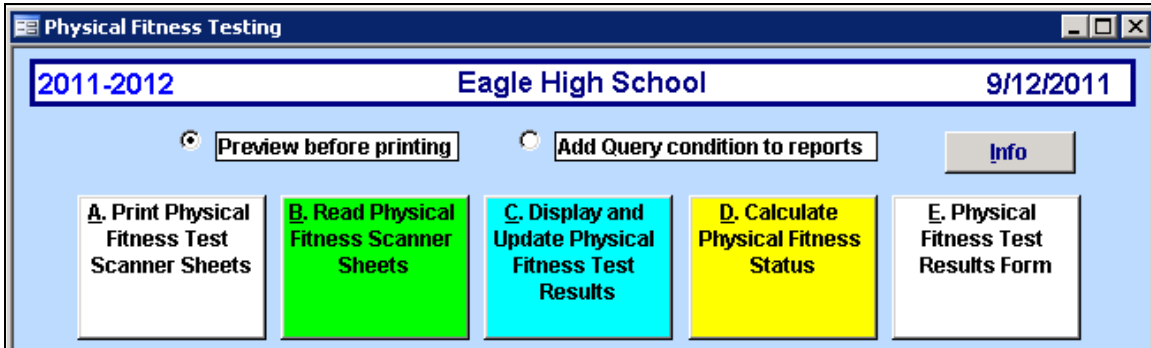 Physical Fitness Testing
2011-2012 Eagle High School 9/12/2011
Preview before printing Add Query condition to reports Info
A. Print Physical
Fitness Test
Scanner Sheets
B. Read Physical
Fitness Scanner
Sheets
C. Display and
Update Physical
Fitness Test
Results
D. Calculate
Physical Fitness
Status
E. Physical
Fitness Test
Results Form